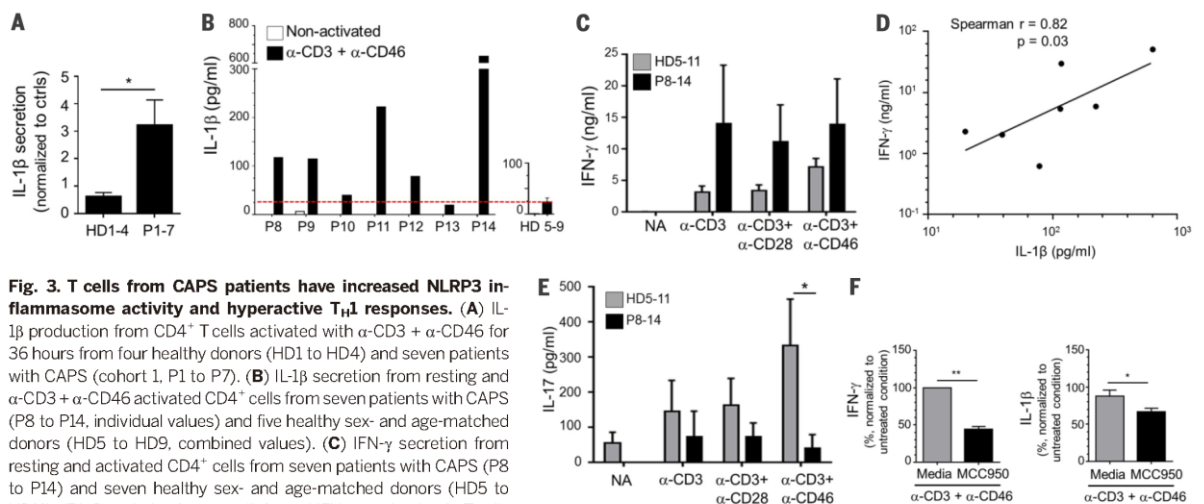 A
IL-1β secretion
(normalized to ctrls)
5
4
3
2
1
0
*
HD1-4 P1-7
B
Non-activated
α-CD3 + α-CD46
IL-1β (pg/ml)
800
600
300
200
100
0
P8 P9 P10 P11 P12 P13 P14
100
0
HD 5-9
C
HD5-11
P8-14
IFN-γ (ng/ml)
25
20
15
10
5
0
NA α-CD3 α-CD3+ α-CD3+
α-CD28 α-CD46
D
Spearman r = 0.82
p = 0.03
IFN-γ (ng/ml)
10²
10¹
10⁰
10-¹
10¹ 10² 10³
IL-1β (pg/ml)
Fig. 3. T cells from CAPS patients have increased NLRP3 in-
flammasome activity and hyperactive TH1 responses. (A) IL-
1β production from CD4⁺ T cells activated with α-CD3 + α-CD46 for
36 hours from four healthy donors (HD1 to HD4) and seven patients
with CAPS (cohort 1, P1 to P7). (B) IL-1β secretion from resting and
α-CD3 + α-CD46 activated CD4⁺ cells from seven patients with CAPS
(P8 to P14, individual values) and five healthy sex- and age-matched
donors (HD5 to HD9, combined values). (C) IFN-γ secretion from
resting and activated CD4⁺ cells from seven patients with CAPS (P8
to P14) and seven healthy sex- and age-matched donors (HD5 to
E
HD5-11
P8-14
*
IL-17 (pg/ml)
500
400
300
200
100
0
NA α-CD3 α-CD3+ α-CD3+
α-CD28 α-CD46
F
IFN-γ
(%, normalized to
untreated condition)
150
100
50
0
**
Media MCC950
α-CD3 + α-CD46
IL-1β
(%, normalized to
untreated condition)
150
100
50
0
*
Media MCC950
α-CD3 + α-CD46